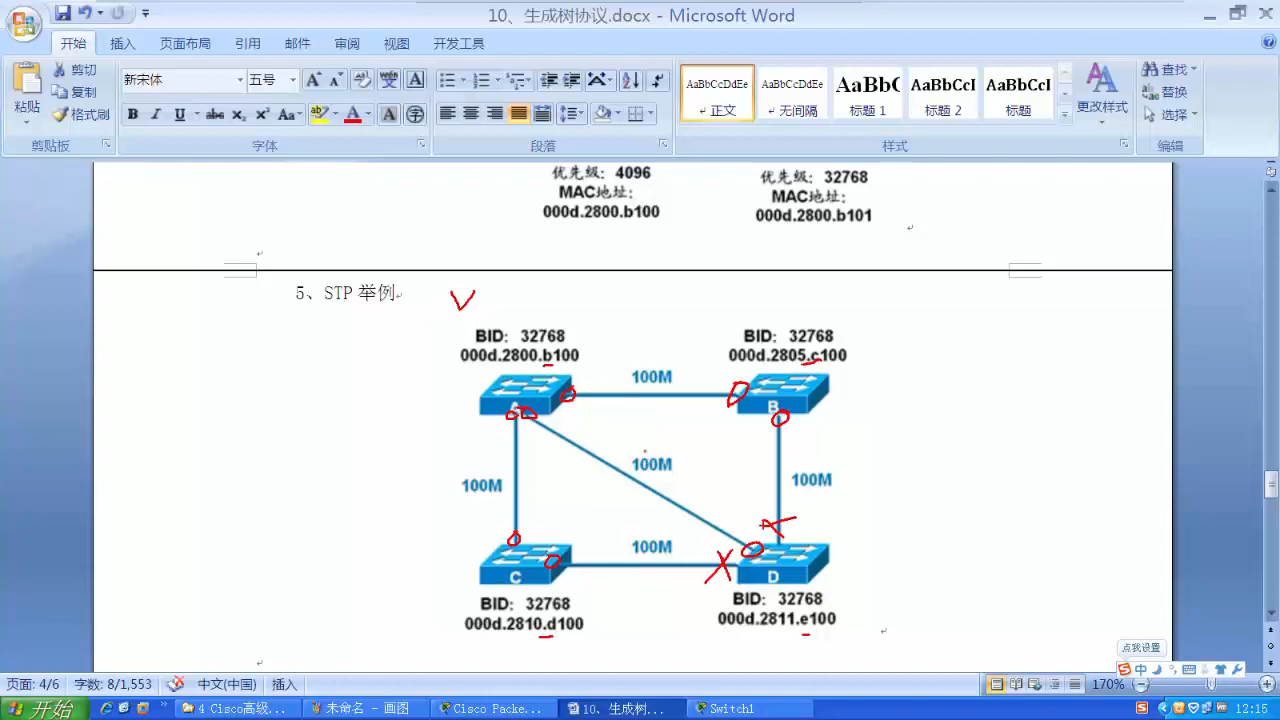 10、生成树协议.docx - Microsoft Word
开始 插入 页面布局 引用 邮件 审阅 视图 开发工具
粘贴
剪切
复制
格式刷
剪贴板
新宋体
五号
字体
段落
AaBbCcDdEe
↵ 正文
AaBbCcDdEe
↵ 无间隔
AaBbC
标题 1
AaBbCcI
标题 2
AaBbCcI
标题
更改样式
样式
查找
替换
选择
编辑
优先级: 4096
MAC地址:
000d.2800.b100
优先级: 32768
MAC地址:
000d.2800.b101
5、STP 举例
BID: 32768
000d.2800.b100
BID: 32768
000d.2805.c100
100M
A
B
100M
100M
100M
100M
C
D
BID: 32768
000d.2810.d100
BID: 32768
000d.2811.e100
点我设置
中
页面: 4/6 字数: 8/1,553 中文(中国) 插入 170%
开始 4 Cisco高级... 未命名 - 画图 Cisco Packe... 10、生成树协... Switch1 12:15